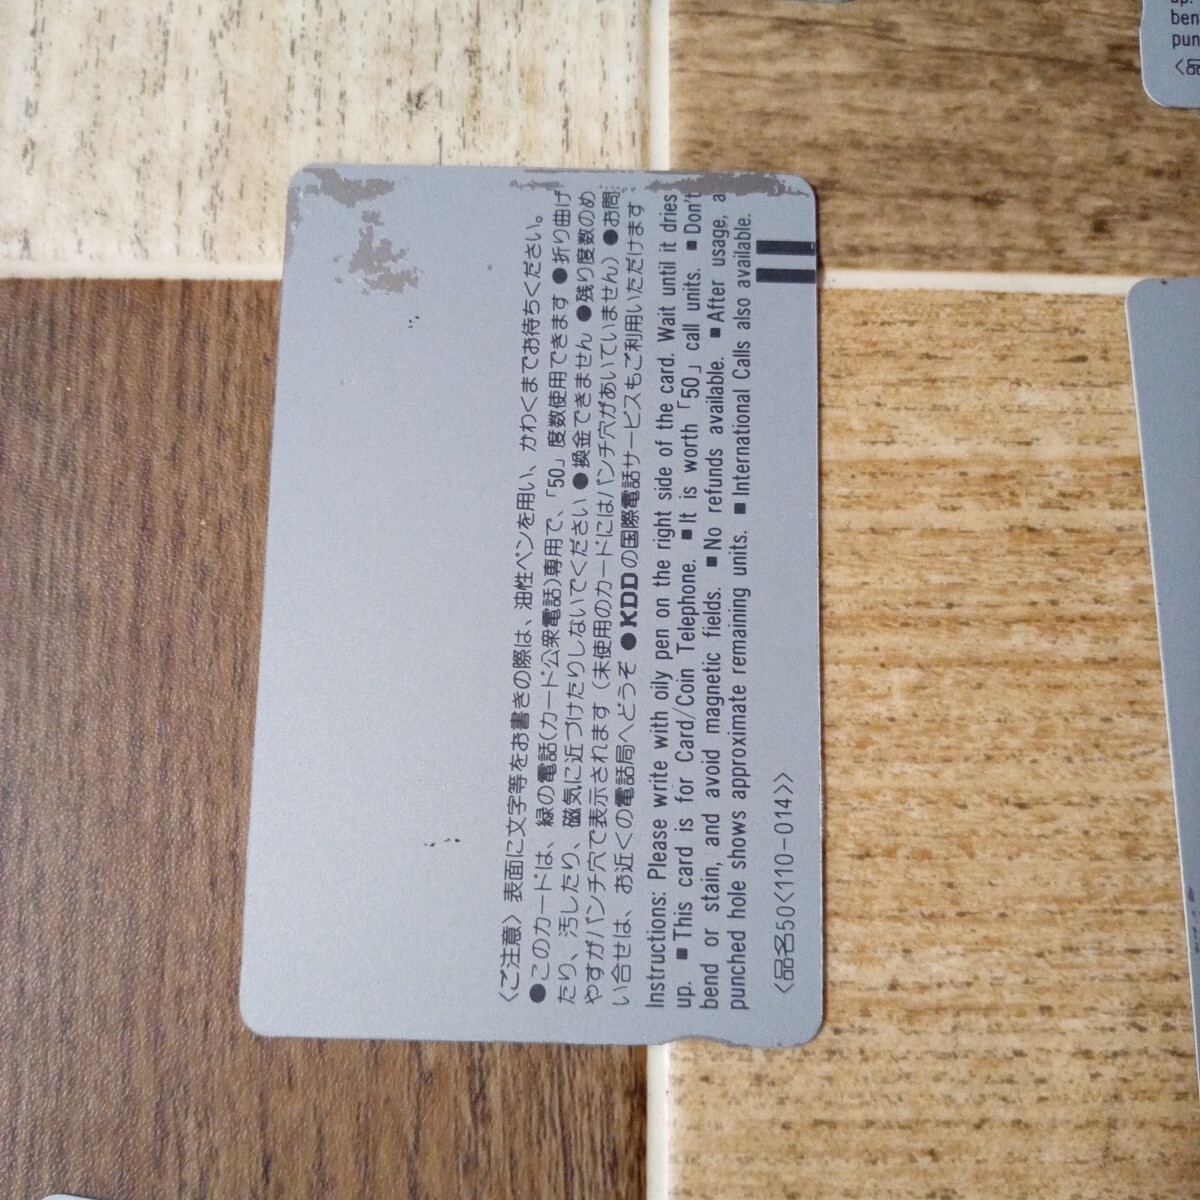 〈ご注意〉表面に文字等をお書きの際は、油性ペンを用い、かわくまでお待ちください。
●このカードは、緑の電話(カード公衆電話)専用で、「50」度数使用できます ●折り曲げ
たり、汚したり、磁気に近づけたりしないでください ●換金できません ●残り度数のめ
やすがパンチ穴で表示されます（未使用のカードにはパンチ穴があいていません）●お問
い合せは、お近くの電話局へどうぞ ●KDDの国際電話サービスもご利用いただけます
Instructions: Please write with oily pen on the right side of the card. Wait until it dries
up. ■This card is for Card/Coin Telephone. ■It is worth「50」call units. ■Don't
bend or stain, and avoid magnetic fields. ■No refunds available. ■After usage, a
punched hole shows approximate remaining units. ■International Calls also available.
〈品名50〈110-014〉〉
up.
ben
pun
〈品